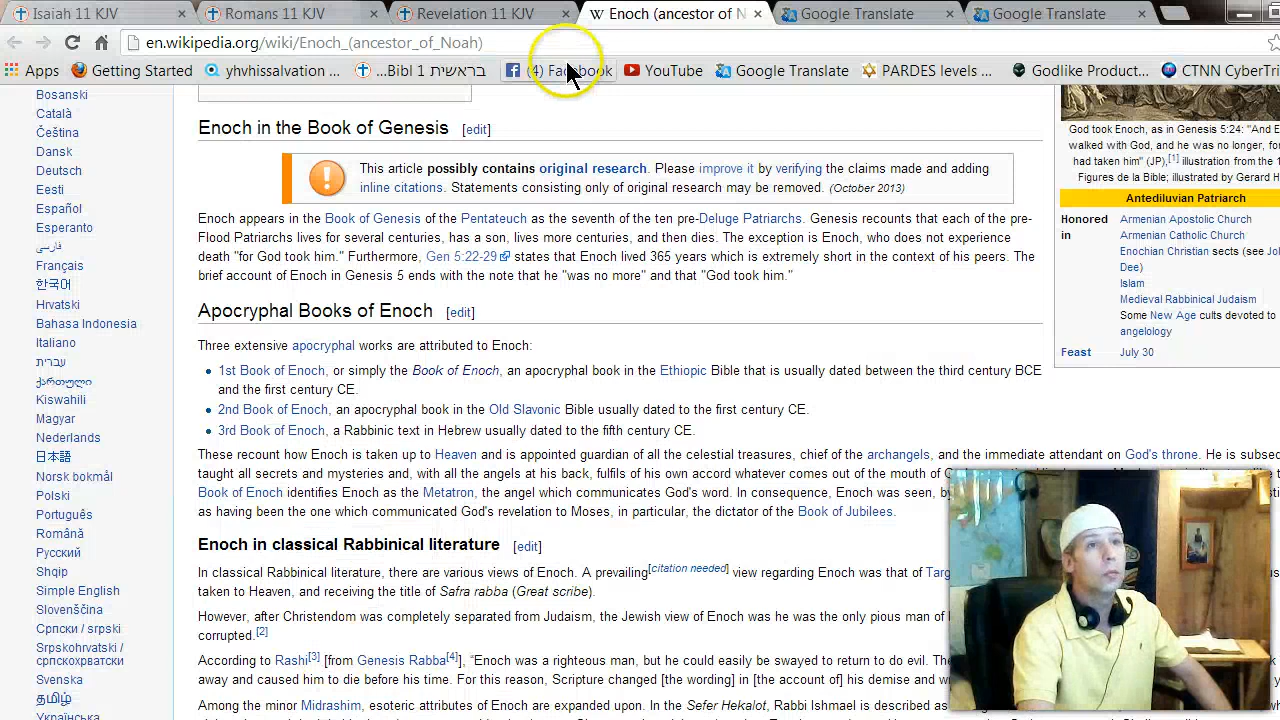 Isaiah 11 KJV
Romans 11 KJV
Revelation 11 KJV
Enoch (ancestor of N
Google Translate
Google Translate
en.wikipedia.org/wiki/Enoch_(ancestor_of_Noah)
Apps
Getting Started
yhvhissalvation - ...
...Bibl 1 בראשית
(4) Facebook
YouTube
Google Translate
PARDES levels ...
Godlike Product...
CTNN CyberTri
Bosanski
Català
Čeština
Dansk
Deutsch
Eesti
Español
Esperanto
فارسی
Français
한국어
Hrvatski
Bahasa Indonesia
Italiano
עברית
ქართული
Kiswahili
Magyar
Nederlands
日本語
Norsk bokmål
Polski
Português
Română
Русский
Shqip
Simple English
Slovenščina
Српски / srpski
Srpskohrvatski /
српскохрватски
Svenska
தமிழ்
Українська
Enoch in the Book of Genesis [edit]
This article possibly contains original research. Please improve it by verifying the claims made and adding
inline citations. Statements consisting only of original research may be removed. (October 2013)
Enoch appears in the Book of Genesis of the Pentateuch as the seventh of the ten pre-Deluge Patriarchs. Genesis recounts that each of the pre-
Flood Patriarchs lives for several centuries, has a son, lives more centuries, and then dies. The exception is Enoch, who does not experience
death "for God took him." Furthermore, Gen 5:22-29 states that Enoch lived 365 years which is extremely short in the context of his peers. The
brief account of Enoch in Genesis 5 ends with the note that he "was no more" and that "God took him."
Apocryphal Books of Enoch [edit]
Three extensive apocryphal works are attributed to Enoch:
1st Book of Enoch, or simply the Book of Enoch, an apocryphal book in the Ethiopic Bible that is usually dated between the third century BCE
and the first century CE.
2nd Book of Enoch, an apocryphal book in the Old Slavonic Bible usually dated to the first century CE.
3rd Book of Enoch, a Rabbinic text in Hebrew usually dated to the fifth century CE.
These recount how Enoch is taken up to Heaven and is appointed guardian of all the celestial treasures, chief of the archangels, and the immediate attendant on God's throne. He is subsed
taught all secrets and mysteries and, with all the angels at his back, fulfils of his own accord whatever comes out of the mouth of
Book of Enoch identifies Enoch as the Metatron, the angel which communicates God's word. In consequence, Enoch was seen, by
as having been the one which communicated God's revelation to Moses, in particular, the dictator of the Book of Jubilees.
Enoch in classical Rabbinical literature [edit]
In classical Rabbinical literature, there are various views of Enoch. A prevailing[citation needed] view regarding Enoch was that of Targ
taken to Heaven, and receiving the title of Safra rabba (Great scribe).
However, after Christendom was completely separated from Judaism, the Jewish view of Enoch was he was the only pious man of
corrupted.[2]
According to Rashi[3] [from Genesis Rabba[4]], "Enoch was a righteous man, but he could easily be swayed to return to do evil. The
away and caused him to die before his time. For this reason, Scripture changed [the wording] in [the account of] his demise and w
Among the minor Midrashim, esoteric attributes of Enoch are expanded upon. In the Sefer Hekalot, Rabbi Ishmael is described as
God took Enoch, as in Genesis 5:24: "And E
walked with God, and he was no longer, fo
had taken him" (JP),[1] illustration from the 1
Figures de la Bible; illustrated by Gerard H
Antediluvian Patriarch
Honored in
Armenian Apostolic Church
Armenian Catholic Church
Enochian Christian sects (see Jo
Dee)
Islam
Medieval Rabbinical Judaism
Some New Age cults devoted to
angelology
Feast July 30